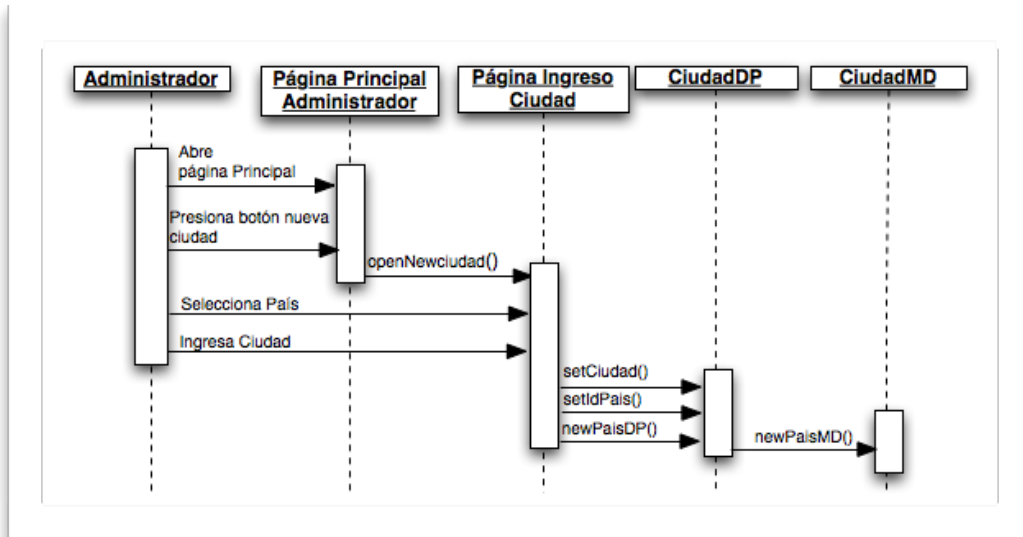 Administrador
Página Principal
Administrador
Página Ingreso
Ciudad
CiudadDP
CiudadMD
Abre
página Principal
Presiona botón nueva
ciudad
openNewciudad()
Selecciona País
Ingresa Ciudad
setCiudad()
setIdPais()
newPaisDP()
newPaisMD()